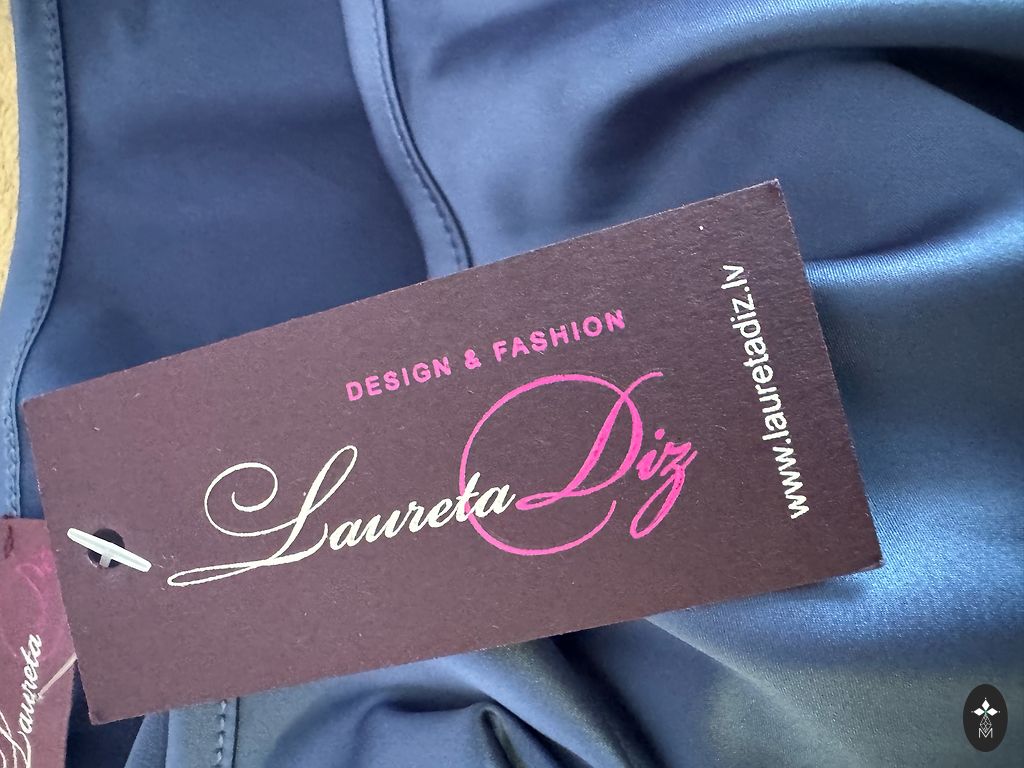 DESIGN & FASHION
Laureta Diz
www.lauretadiz.lv
Laureta
M